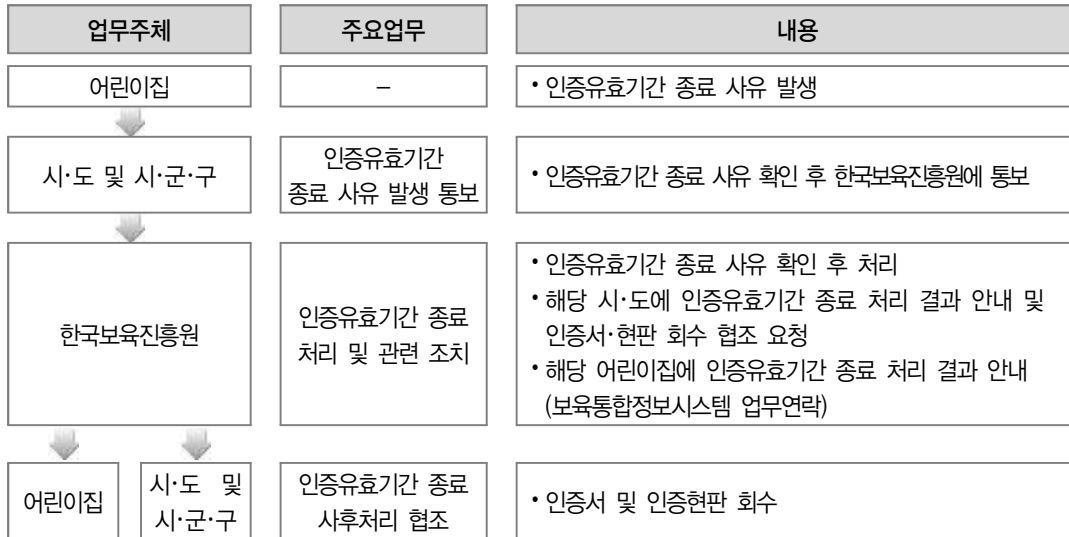 업무주체 주요업무 내용
어린이집 – • 인증유효기간 종료 사유 발생
시·도 및 시·군·구
인증유효기간
종료 사유 발생 통보
• 인증유효기간 종료 사유 확인 후 한국보육진흥원에 통보
한국보육진흥원
인증유효기간 종료
처리 및 관련 조치
• 인증유효기간 종료 사유 확인 후 처리
• 해당 시·도에 인증유효기간 종료 처리 결과 안내 및
인증서·현판 회수 협조 요청
• 해당 어린이집에 인증유효기간 종료 처리 결과 안내
(보육통합정보시스템 업무연락)
어린이집
시·도 및
시·군·구
인증유효기간 종료
사후처리 협조
• 인증서 및 인증현판 회수